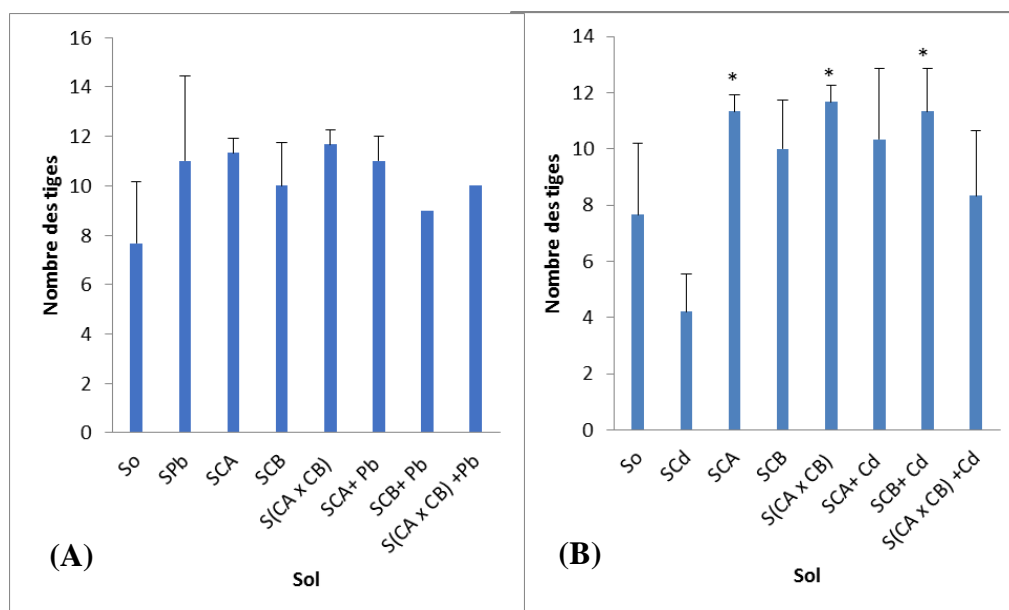 Nombre des tiges
16
14
12
10
8
6
4
2
0
So
SPb
SCA
SCB
S(CA x CB)
SCA+ Pb
SCB+ Pb
S(CA x CB) +Pb
(A)
Sol
Nombre des tiges
14
12
10
8
6
4
2
0
*
*
*
So
SCd
SCA
SCB
S(CA x CB)
SCA+ Cd
SCB+ Cd
S(CA x CB) +Cd
(B)
Sol